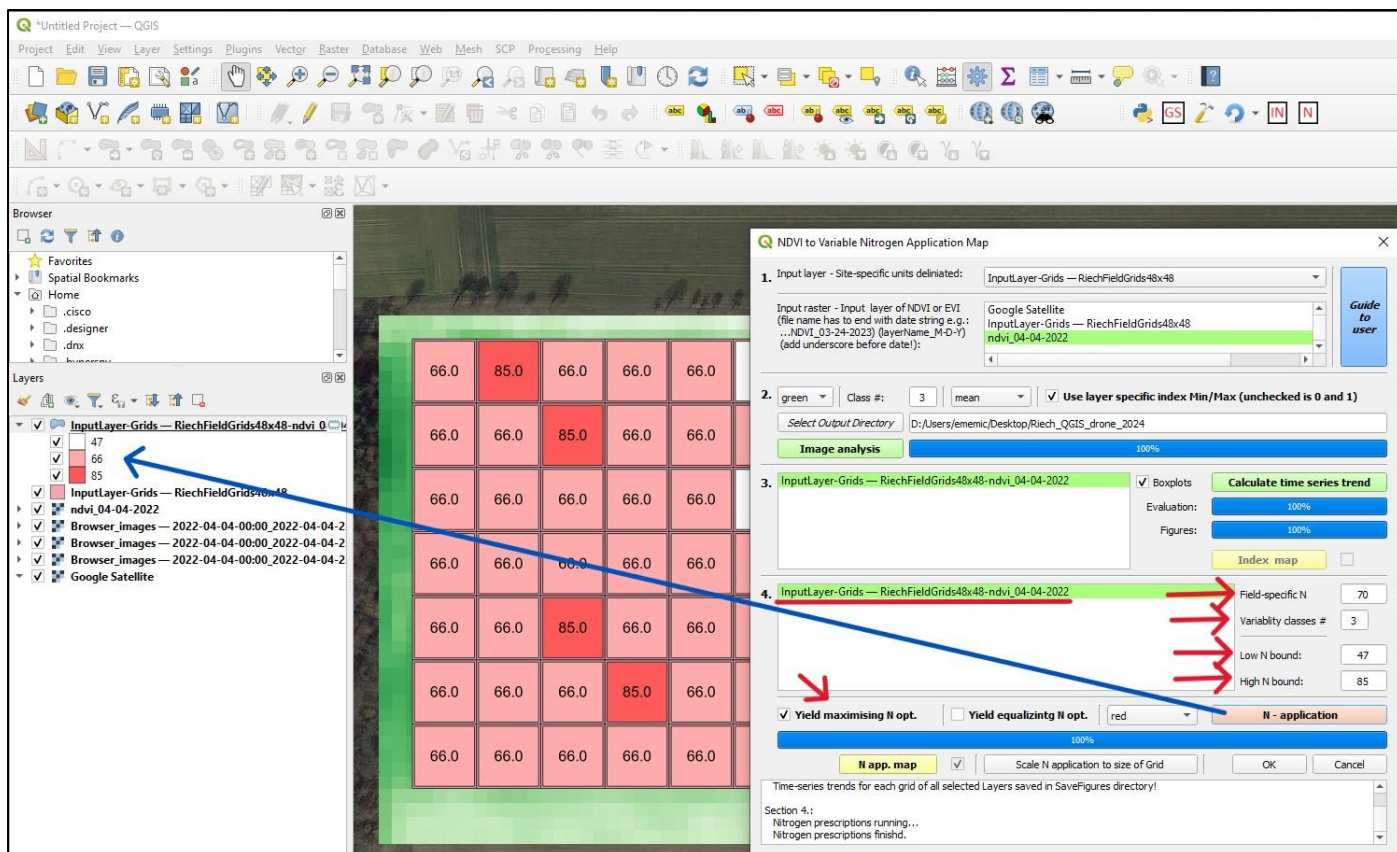 *Untitled Project — QGIS
Project Edit View Layer Settings Plugins Vector Raster Database Web Mesh SCP Processing Help
abc abc abc abc abc abc abc abc GS IN N
Browser
Favorites
Spatial Bookmarks
Home
.cisco
.designer
.dnx
Layers
InputLayer-Grids — RiechFieldGrids48x48-ndvi_0
47
66
85
InputLayer-Grids — RiechFieldGrids48x48
ndvi_04-04-2022
Browser_images — 2022-04-04-00:00_2022-04-04-2
Browser_images — 2022-04-04-00:00_2022-04-04-2
Browser_images — 2022-04-04-00:00_2022-04-04-2
Google Satellite
66.0 85.0 66.0 66.0 66.0
66.0 66.0 85.0 66.0 66.0
66.0 66.0 66.0 66.0 66.0
66.0 66.0 66.0 66.0 66.0
66.0 66.0 85.0 66.0 66.0
66.0 66.0 66.0 85.0 66.0
66.0 66.0 66.0 66.0 66.0
NDVI to Variable Nitrogen Application Map
1. Input layer - Site-specific units deliniated: InputLayer-Grids — RiechFieldGrids48x48
Input raster - Input layer of NDVI or EVI
(file name has to end with date string e.g.:
...NDVI_03-24-2023) (layerName_M-D-Y)
(add underscore before date!):
Google Satellite
InputLayer-Grids — RiechFieldGrids48x48
ndvi_04-04-2022
Guide
to
user
2. green Class #: 3 mean Use layer specific index Min/Max (unchecked is 0 and 1)
Select Output Directory D:/Users/ememic/Desktop/Riech_QGIS_drone_2024
Image analysis 100%
3. InputLayer-Grids — RiechFieldGrids48x48-ndvi_04-04-2022 Boxplots Calculate time series trend
Evaluation: 100%
Figures: 100%
Index map
4. InputLayer-Grids — RiechFieldGrids48x48-ndvi_04-04-2022 Field-specific N 70
Variablity classes # 3
Low N bound: 47
High N bound: 85
Yield maximising N opt. Yield equalizintg N opt. red N - application
100%
N app. map Scale N application to size of Grid OK Cancel
Time-series trends for each grid of all selected Layers saved in SaveFigures directory!
Section 4.:
Nitrogen prescriptions running...
Nitrogen prescriptions finishd.